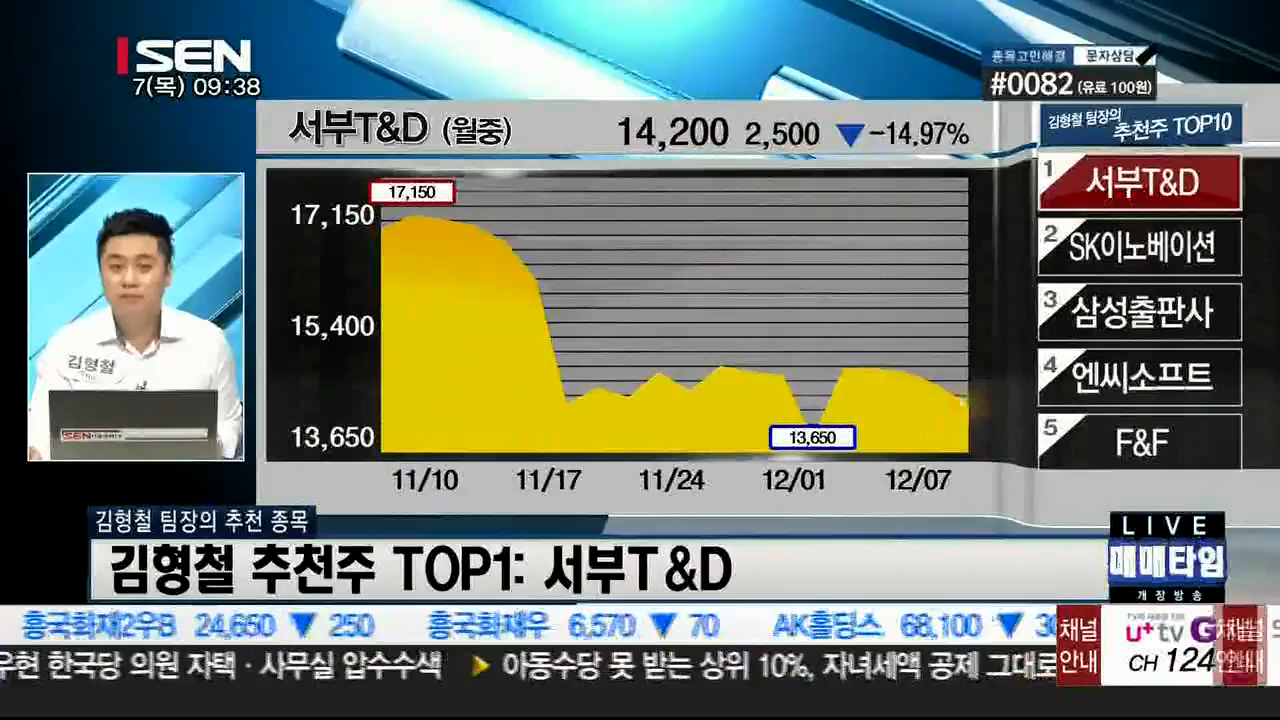 SEN
7(목) 09:38
종목고민해결 문자상담
#0082 (유료 100원)
서부T&D (월중) 14,200 2,500 ▼-14.97%
김형철 팀장의
추천주 TOP10
17,150
17,150
15,400
13,650
13,650
11/10 11/17 11/24 12/01 12/07
1 서부T&D
2 SK이노베이션
3 삼성출판사
4 엔씨소프트
5 F&F
김형철
SEN
김형철 팀장의 추천 종목
김형철 추천주 TOP1: 서부T&D
LIVE
매매타임
개장방송
흥국화재2우B 24,650 ▼ 250 흥국화재우 6,570 ▼ 70 AK홀딩스 68,100 ▼
우현 한국당 의원 자택·사무실 압수수색 ▶ 아동수당 못 받는 상위 10%, 자녀세액 공제 그대로
채널
안내
u+tv G
CH 124